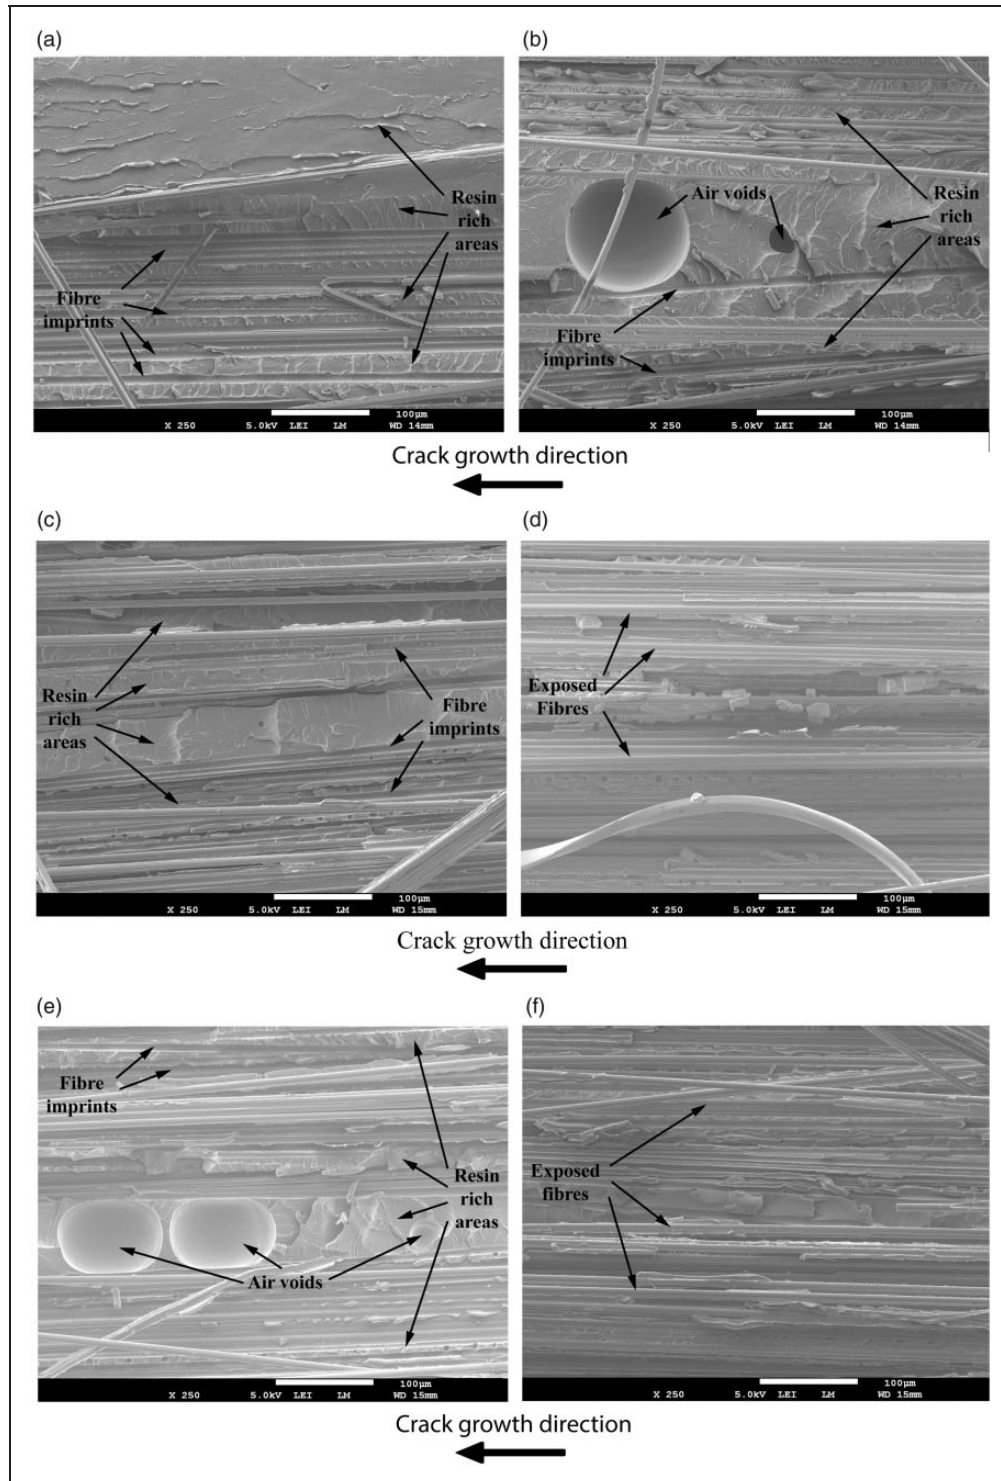 (a)
Resin
rich
areas
Fibre
imprints
X 250 5.0kV LEI LM WD 14mm
100µm
(b)
Air voids
Resin
rich
areas
Fibre
imprints
X 250 5.0kV LEI LM WD 14mm
100µm
Crack growth direction
(c)
Resin
rich
areas
Fibre
imprints
X 250 5.0kV LEI LM WD 15mm
100µm
(d)
Exposed
Fibres
X 250 5.0kV LEI LM WD 15mm
100µm
Crack growth direction
(e)
Fibre
imprints
Resin
rich
areas
Air voids
X 250 5.0kV LEI LM WD 15mm
100µm
(f)
Exposed
fibres
X 250 5.0kV LEI LM WD 15mm
100µm
Crack growth direction